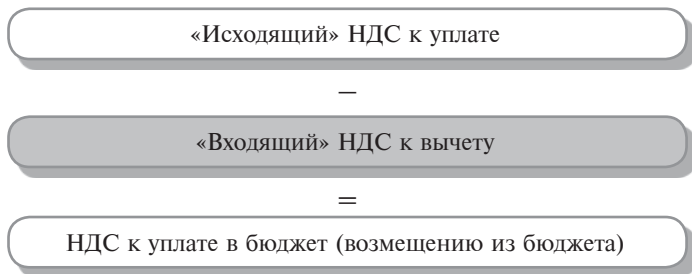 «Исходящий» НДС к уплате
–
«Входящий» НДС к вычету
=
НДС к уплате в бюджет (возмещению из бюджета)